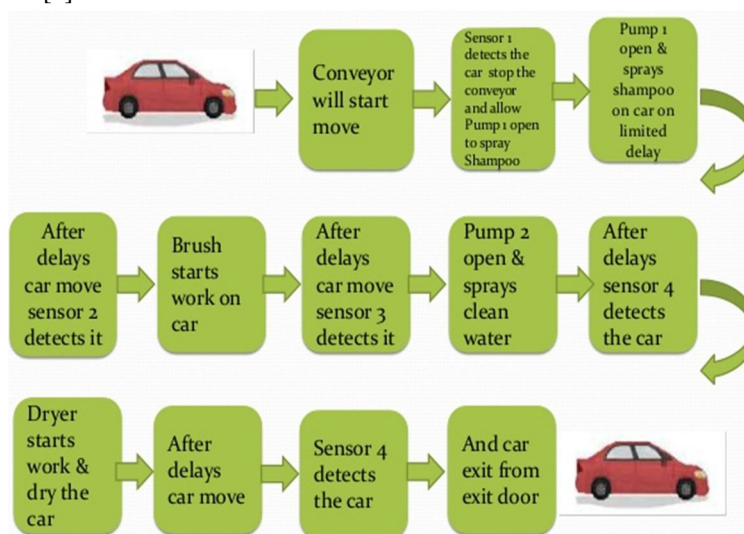 Conveyor
will start
move
Sensor 1
detects the
car stop the
conveyor
and allow
Pump 1 open
to spray
Shampoo
Pump 1
open &
sprays
shampoo
on car on
limited
delay
After
delays
car move
sensor 2
detects it
Brush
starts
work on
car
After
delays
car move
sensor 3
detects it
Pump 2
open &
sprays
clean
water
After
delays
sensor 4
detects
the car
Dryer
starts
work &
dry the
car
After
delays
car move
Sensor 4
detects
the car
And car
exit from
exit door